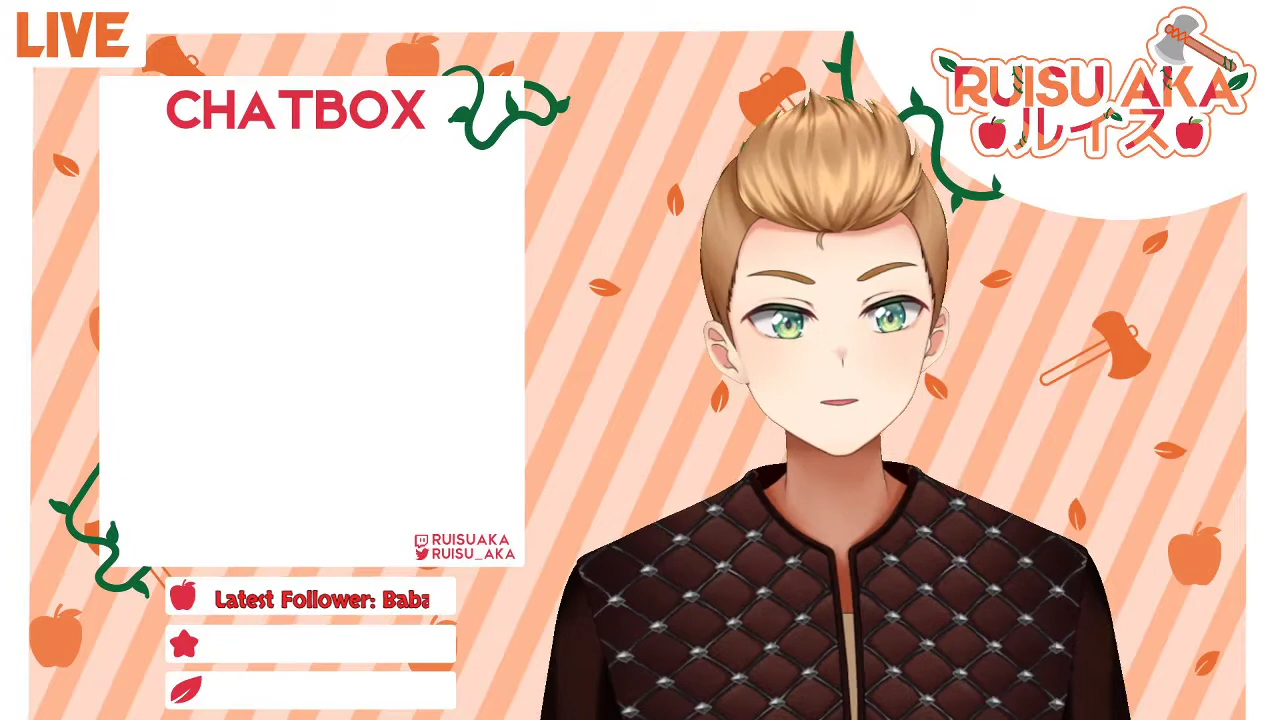 LIVE
CHATBOX
RUISU AKA
ルイス
RUISUAKA
RUISU_AKA
Latest Follower: Baba